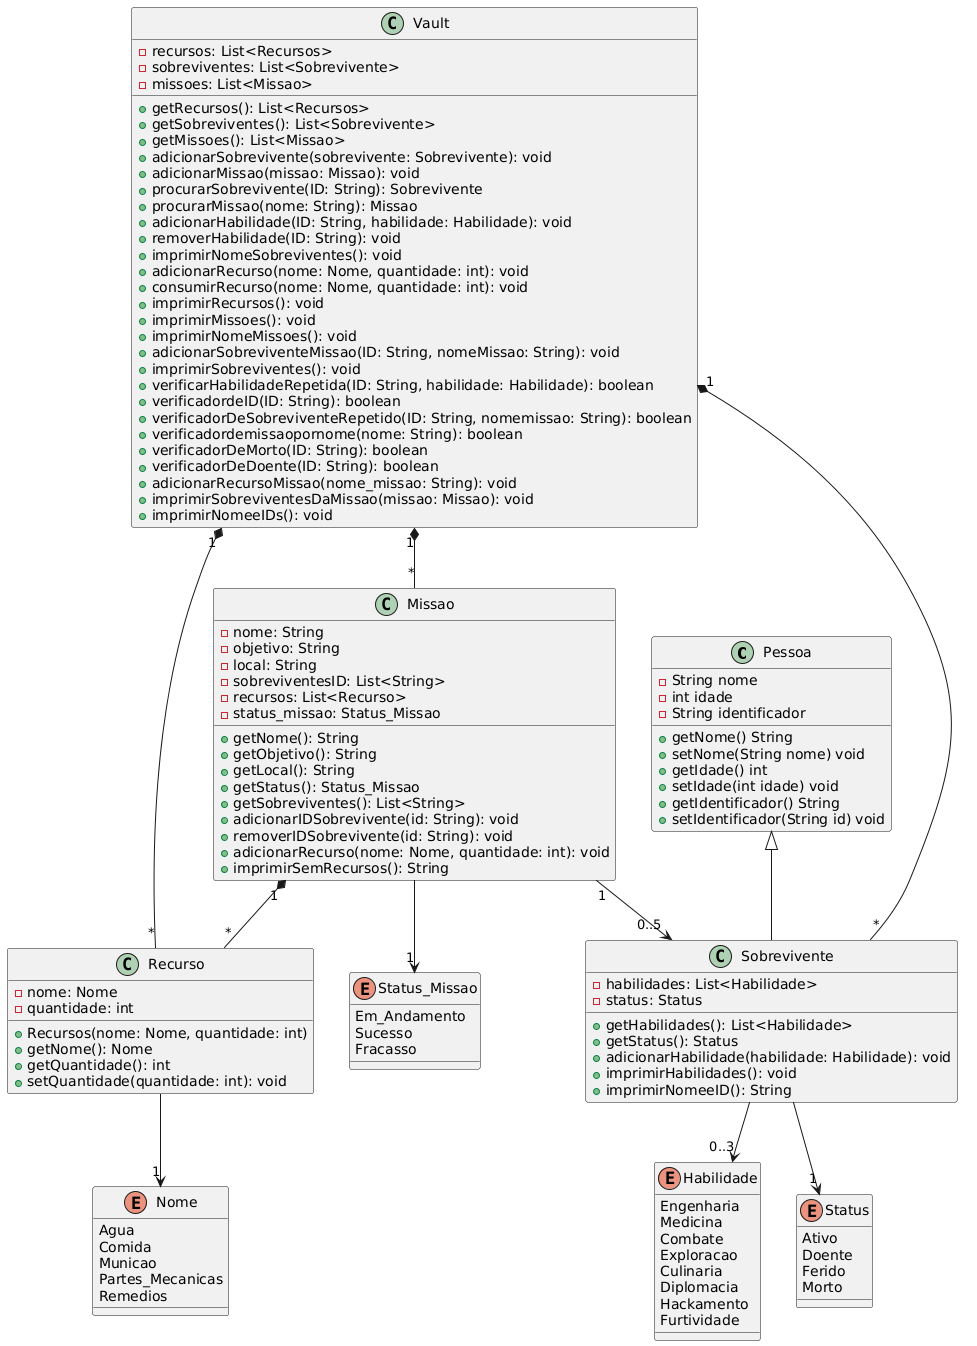 C Vault
recursos: List<Recursos>
sobreviventes: List<Sobrevivente>
missoes: List<Missao>
getRecursos(): List<Recursos>
getSobreviventes(): List<Sobrevivente>
getMissoes(): List<Missao>
adicionarSobrevivente(sobrevivente: Sobrevivente): void
adicionarMissao(missao: Missao): void
procurarSobrevivente(ID: String): Sobrevivente
procurarMissao(nome: String): Missao
adicionarHabilidade(ID: String, habilidade: Habilidade): void
removerHabilidade(ID: String): void
imprimirNomeSobreviventes(): void
adicionarRecurso(nome: Nome, quantidade: int): void
consumirRecurso(nome: Nome, quantidade: int): void
imprimirRecursos(): void
imprimirMissoes(): void
imprimirNomeMissoes(): void
adicionarSobreviventeMissao(ID: String, nomeMissao: String): void
imprimirSobreviventes(): void
verificarHabilidadeRepetida(ID: String, habilidade: Habilidade): boolean
verificadordeID(ID: String): boolean
verificadorDeSobreviventeRepetido(ID: String, nomemissao: String): boolean
verificadordemissaopornome(nome: String): boolean
verificadorDeMorto(ID: String): boolean
verificadorDeDoente(ID: String): boolean
adicionarRecursoMissao(nome_missao: String): void
imprimirSobreviventesDaMissao(missao: Missao): void
imprimirNomeeIDs(): void
1
1
1
*
C Missao
nome: String
objetivo: String
local: String
sobreviventesID: List<String>
recursos: List<Recurso>
status_missao: Status_Missao
getNome(): String
getObjetivo(): String
getLocal(): String
getStatus(): Status_Missao
getSobreviventes(): List<String>
adicionarIDSobrevivente(id: String): void
removerIDSobrevivente(id: String): void
adicionarRecurso(nome: Nome, quantidade: int): void
imprimirSemRecursos(): String
C Pessoa
String nome
int idade
String identificador
getNome() String
setNome(String nome) void
getIdade() int
setIdade(int idade) void
getIdentificador() String
setIdentificador(String id) void
1
1
*
*
1
0..5
*
C Recurso
nome: Nome
quantidade: int
Recursos(nome: Nome, quantidade: int)
getNome(): Nome
getQuantidade(): int
setQuantidade(quantidade: int): void
E Status_Missao
Em_Andamento
Sucesso
Fracasso
C Sobrevivente
habilidades: List<Habilidade>
status: Status
getHabilidades(): List<Habilidade>
getStatus(): Status
adicionarHabilidade(habilidade: Habilidade): void
imprimirHabilidades(): void
imprimirNomeeID(): String
1
0..3
1
E Nome
Agua
Comida
Municao
Partes_Mecanicas
Remedios
E Habilidade
Engenharia
Medicina
Combate
Exploracao
Culinaria
Diplomacia
Hackamento
Furtividade
E Status
Ativo
Doente
Ferido
Morto